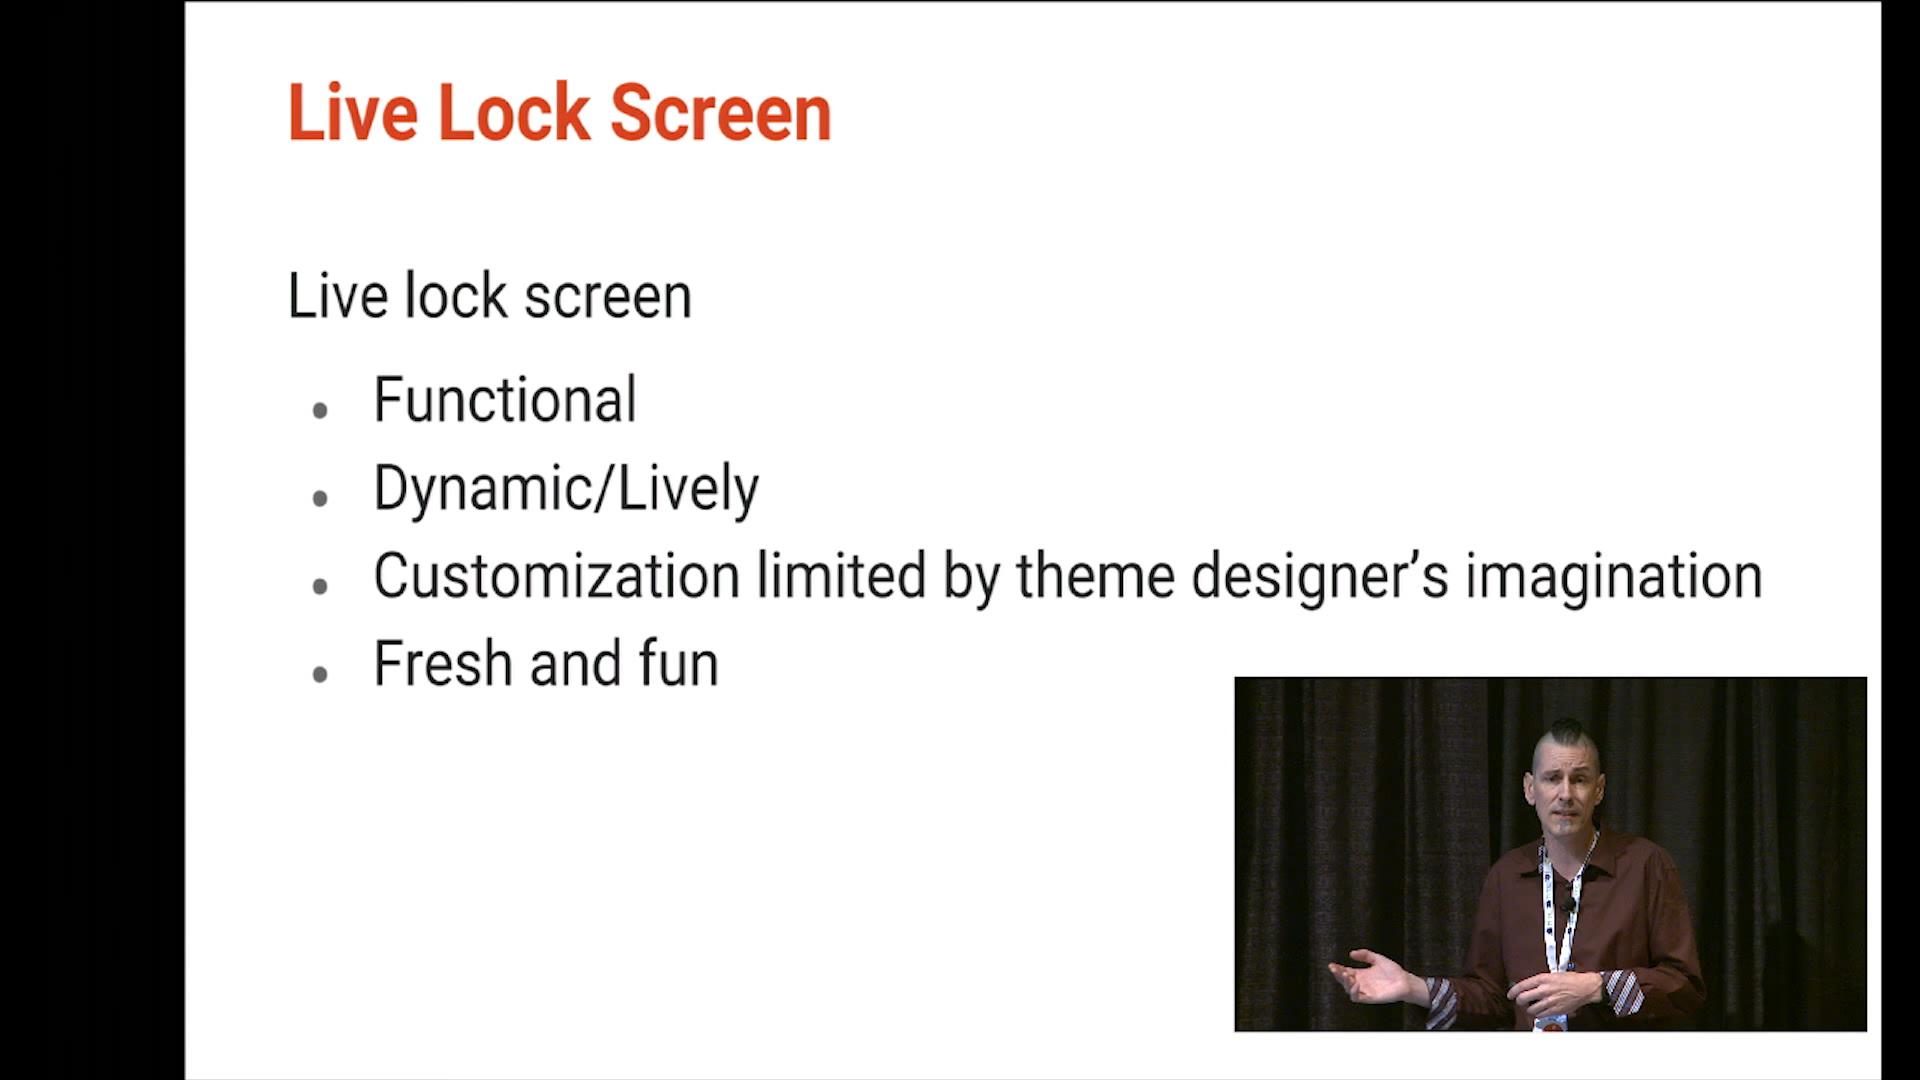 Live Lock Screen
Live lock screen
Functional
Dynamic/Lively
Customization limited by theme designer’s imagination
Fresh and fun